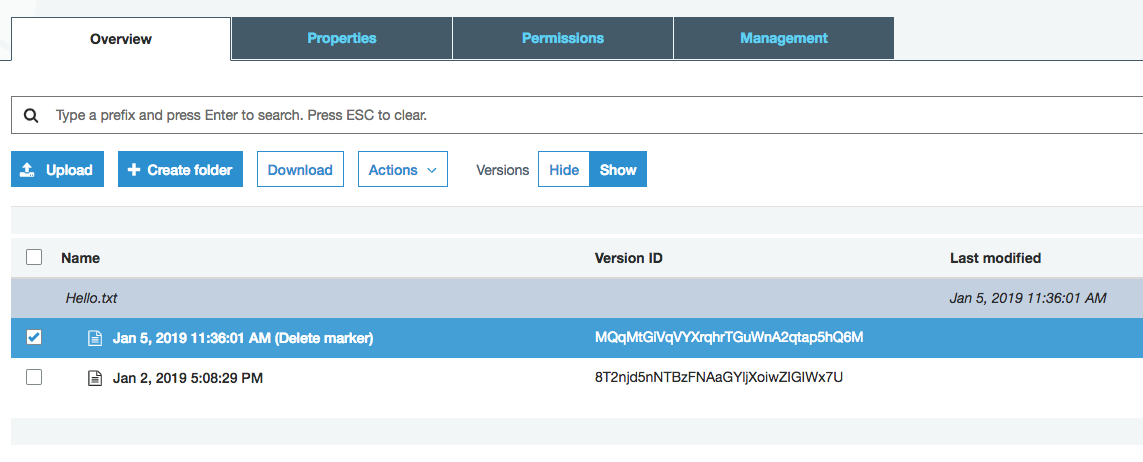 Overview Properties Permissions Management
Type a prefix and press Enter to search. Press ESC to clear.
Upload Create folder Download Actions Versions Hide Show
Name Version ID Last modified
Hello.txt Jan 5, 2019 11:36:01 AM
Jan 5, 2019 11:36:01 AM (Delete marker) MQqMtGlVqVYXrqhrTGuWnA2qtap5hQ6M
Jan 2, 2019 5:08:29 PM 8T2njd5nNTBzFNAaGYljXoiwZIGIWx7U